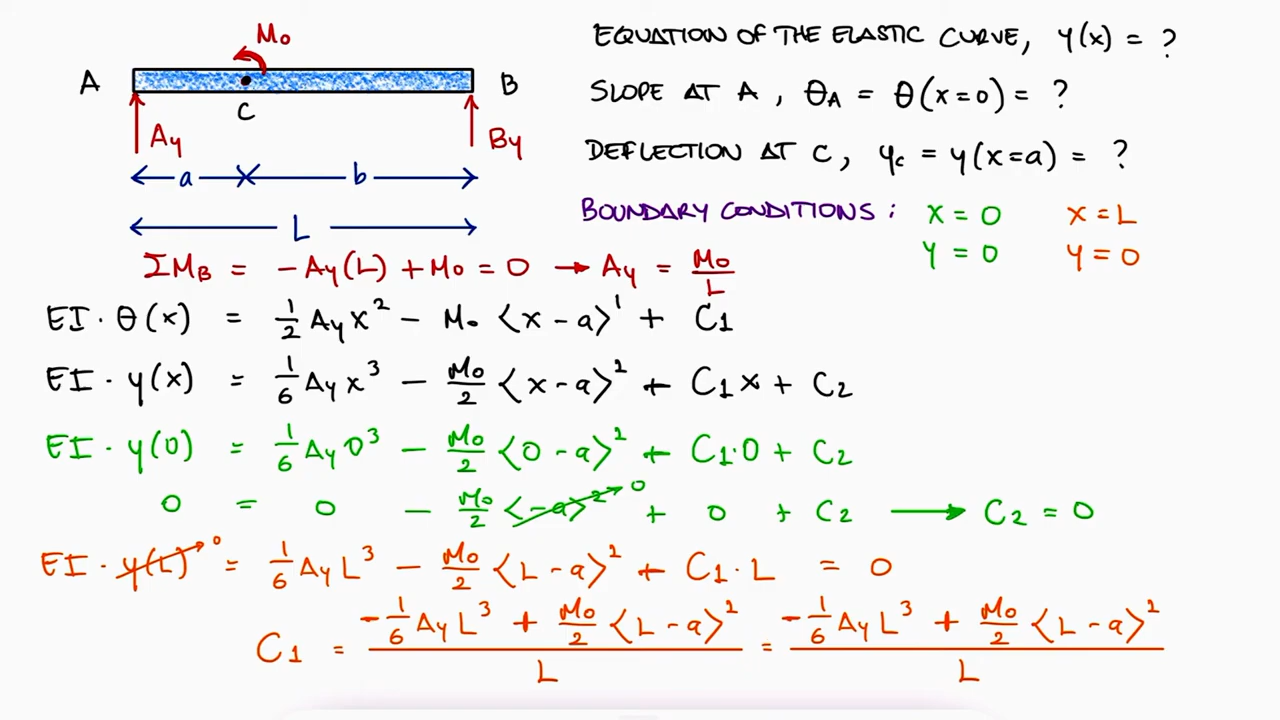 M₀
A B
C
Ay By
a b
L
EQUATION OF THE ELASTIC CURVE, y(x) = ?
SLOPE AT A, θA = θ(x=0) = ?
DEFLECTION AT C, yc = y(x=a) = ?
BOUNDARY CONDITIONS: x = 0 x = L
y = 0 y = 0
ΣMB = -Ay(L) + M₀ = 0 → Ay = M₀/L
EI · θ(x) = 1/2 Ay x² - M₀ ⟨x - a⟩¹ + C₁
EI · y(x) = 1/6 Ay x³ - M₀/2 ⟨x - a⟩² + C₁x + C₂
EI · y(0) = 1/6 Ay 0³ - M₀/2 ⟨0 - a⟩² + C₁·0 + C₂
0 = 0 - M₀/2 ⟨-a⟩² 0 + 0 + C₂ → C₂ = 0
EI · y(L) 0 = 1/6 Ay L³ - M₀/2 ⟨L - a⟩² + C₁ · L = 0
C₁ = (-1/6 Ay L³ + M₀/2 ⟨L - a⟩²)/L = (-1/6 Ay L³ + M₀/2 ⟨L - a⟩²)/L